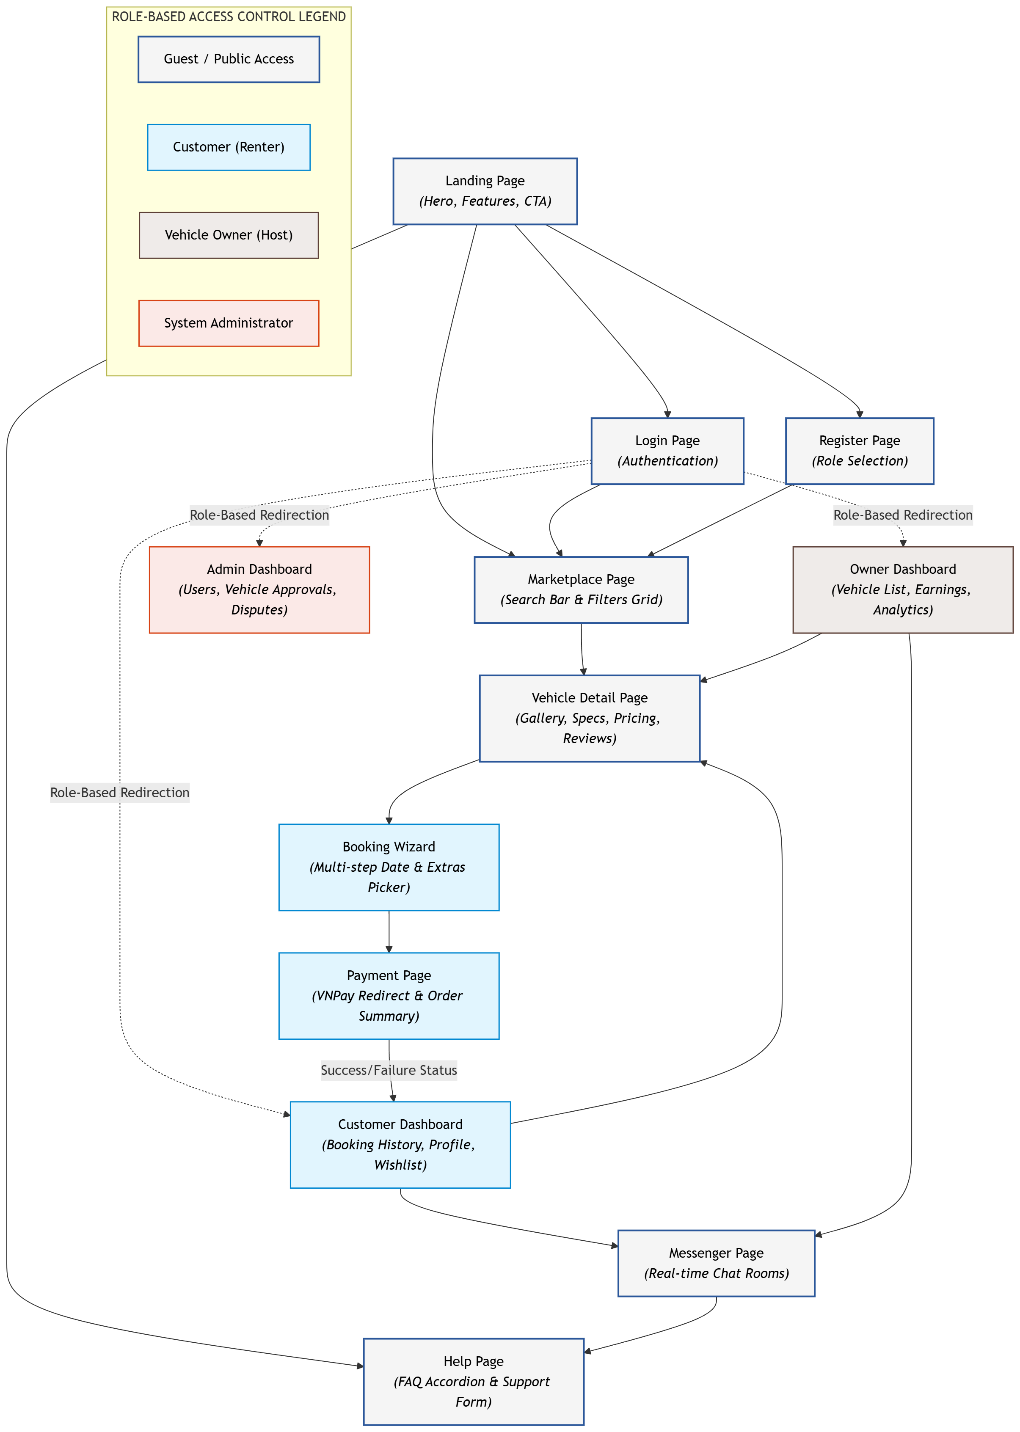 ROLE-BASED ACCESS CONTROL LEGEND
Guest / Public Access
Customer (Renter)
Vehicle Owner (Host)
System Administrator
Landing Page
(Hero, Features, CTA)
Login Page
(Authentication)
Register Page
(Role Selection)
Role-Based Redirection
Role-Based Redirection
Admin Dashboard
(Users, Vehicle Approvals,
Disputes)
Marketplace Page
(Search Bar & Filters Grid)
Owner Dashboard
(Vehicle List, Earnings,
Analytics)
Vehicle Detail Page
(Gallery, Specs, Pricing,
Reviews)
Role-Based Redirection
Booking Wizard
(Multi-step Date & Extras
Picker)
Payment Page
(VNPay Redirect & Order
Summary)
Success/Failure Status
Customer Dashboard
(Booking History, Profile,
Wishlist)
Messenger Page
(Real-time Chat Rooms)
Help Page
(FAQ Accordion & Support
Form)